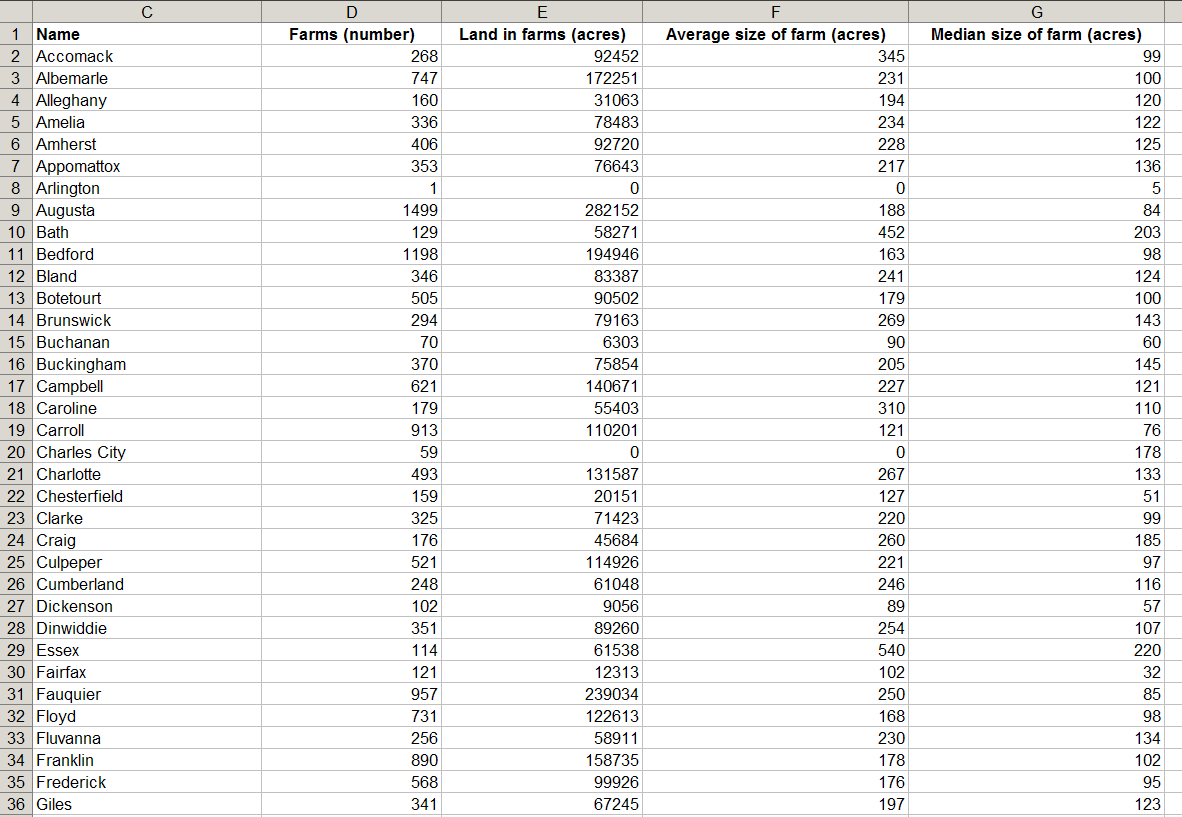 C D E F G
1 Name Farms (number) Land in farms (acres) Average size of farm (acres) Median size of farm (acres)
2 Accomack 268 92452 345 99
3 Albemarle 747 172251 231 100
4 Alleghany 160 31063 194 120
5 Amelia 336 78483 234 122
6 Amherst 406 92720 228 125
7 Appomattox 353 76643 217 136
8 Arlington 1 0 0 5
9 Augusta 1499 282152 188 84
10 Bath 129 58271 452 203
11 Bedford 1198 194946 163 98
12 Bland 346 83387 241 124
13 Botetourt 505 90502 179 100
14 Brunswick 294 79163 269 143
15 Buchanan 70 6303 90 60
16 Buckingham 370 75854 205 145
17 Campbell 621 140671 227 121
18 Caroline 179 55403 310 110
19 Carroll 913 110201 121 76
20 Charles City 59 0 0 178
21 Charlotte 493 131587 267 133
22 Chesterfield 159 20151 127 51
23 Clarke 325 71423 220 99
24 Craig 176 45684 260 185
25 Culpeper 521 114926 221 97
26 Cumberland 248 61048 246 116
27 Dickenson 102 9056 89 57
28 Dinwiddie 351 89260 254 107
29 Essex 114 61538 540 220
30 Fairfax 121 12313 102 32
31 Fauquier 957 239034 250 85
32 Floyd 731 122613 168 98
33 Fluvanna 256 58911 230 134
34 Franklin 890 158735 178 102
35 Frederick 568 99926 176 95
36 Giles 341 67245 197 123